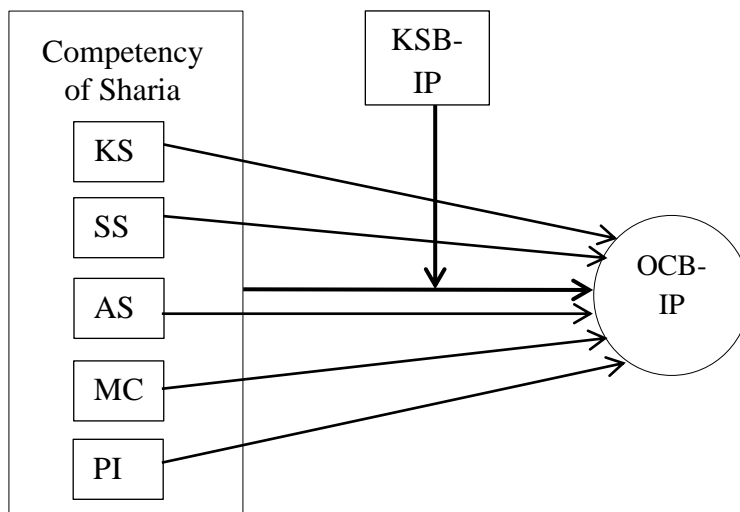 Competency
of Sharia
KS
SS
AS
MC
PI
KSB-
IP
OCB-
IP